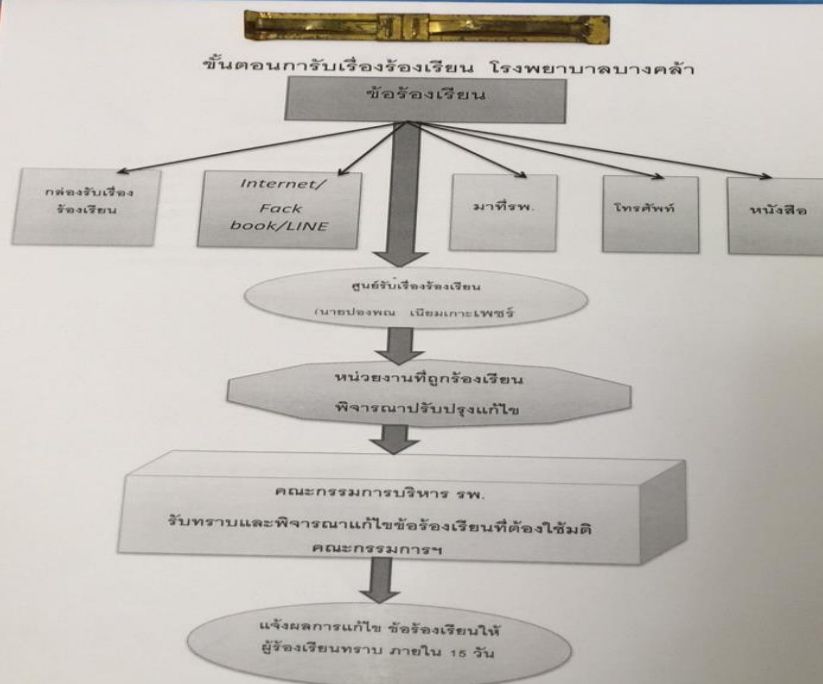 ขั้นตอนการับเรื่องร้องเรียน โรงพยาบาลบางคล้า
ข้อร้องเรียน
กล่องรับเรื่อง
ร้องเรียน
Internet/
Fack
book/LINE
มาที่รพ.
โทรศัพท์
หนังสือ
ศูนย์รับเรื่องร้องเรียน
(นายปองพณ เนียมเกาะเพชร์
หน่วยงานที่ถูกร้องเรียน
พิจารณาปรับปรุงแก้ไข
คณะกรรมการบริหาร รพ.
รับทราบและพิจารณาแก้ไขข้อร้องเรียนที่ต้องใช้มติ
คณะกรรมการฯ
แจ้งผลการแก้ไข ข้อร้องเรียนให้
ผู้ร้องเรียนทราบ ภายใน 15 วัน